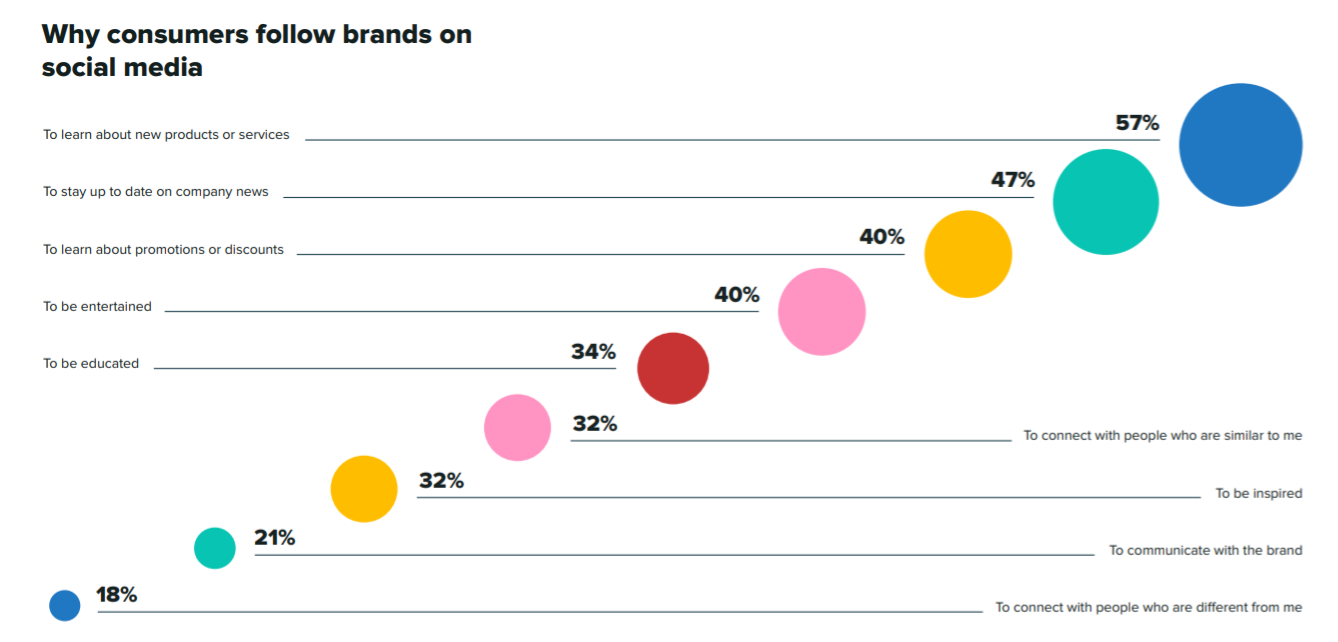 Why consumers follow brands on
social media
To learn about new products or services 57%
To stay up to date on company news 47%
To learn about promotions or discounts 40%
To be entertained 40%
To be educated 34%
32% To connect with people who are similar to me
32% To be inspired
21% To communicate with the brand
18% To connect with people who are different from me